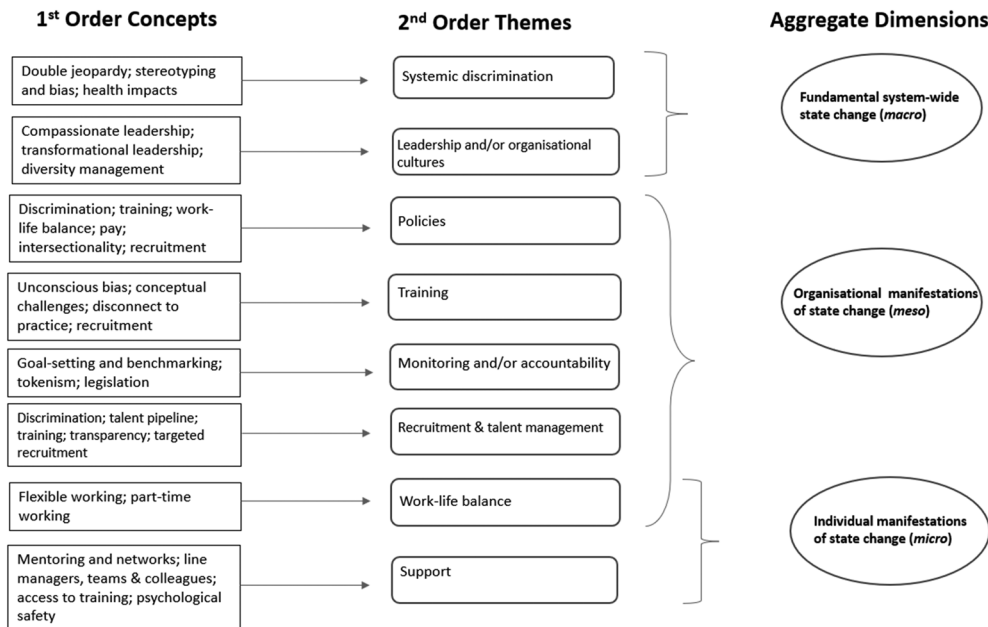 1st Order Concepts
2nd Order Themes
Aggregate Dimensions
Double jeopardy; stereotyping
and bias; health impacts
Systemic discrimination
Fundamental system-wide
state change (macro)
Compassionate leadership;
transformational leadership;
diversity management
Leadership and/or organisational
cultures
Discrimination; training; work-
life balance; pay;
intersectionality; recruitment
Policies
Unconscious bias; conceptual
challenges; disconnect to
practice; recruitment
Training
Organisational manifestations
of state change (meso)
Goal-setting and benchmarking;
tokenism; legislation
Monitoring and/or accountability
Discrimination; talent pipeline;
training; transparency; targeted
recruitment
Recruitment & talent management
Flexible working; part-time
working
Work-life balance
Individual manifestations
of state change (micro)
Mentoring and networks; line
managers, teams & colleagues;
access to training; psychological
safety
Support